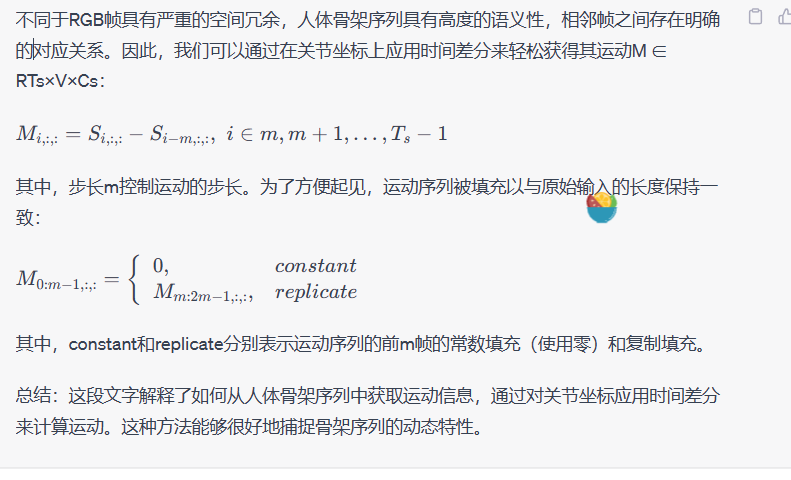 不同于RGB帧具有严重的空间冗余，人体骨架序列具有高度的语义性，相邻帧之间存在明确
的对应关系。因此，我们可以通过在关节坐标上应用时间差分来轻松获得其运动M ∈
RTs×V×Cs：
M_{i,:,:} = S_{i,:,:} − S_{i−m,:,:}, i ∈ m, m + 1, . . . , T_s − 1
其中，步长m控制运动的步长。为了方便起见，运动序列被填充以与原始输入的长度保持一
致：
M_{0:m−1,:,:} = { 0, constant
M_{m:2m−1,:,:}, replicate
其中，constant和replicate分别表示运动序列的前m帧的常数填充（使用零）和复制填充。
总结：这段文字解释了如何从人体骨架序列中获取运动信息，通过对关节坐标应用时间差分
来计算运动。这种方法能够很好地捕捉骨架序列的动态特性。